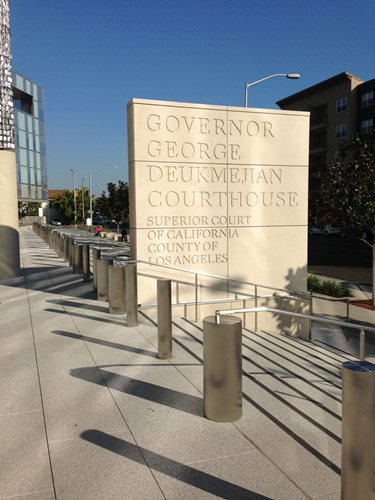 GOVERNOR
GEORGE
DEUKMEJIAN
COURTHOUSE
SUPERIOR COURT
OF CALIFORNIA
COUNTY OF
LOS ANGELES